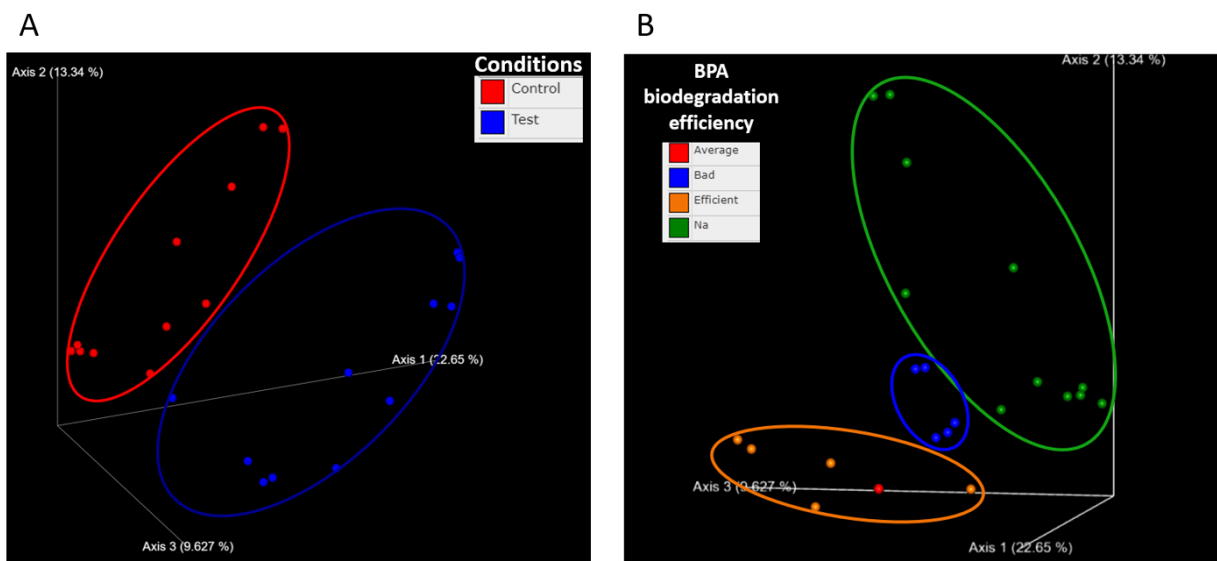 A
Axis 2 (13.34 %)
Conditions
Control
Test
Axis 1 (22.65 %)
Axis 3 (9.627 %)
B
Axis 2 (13.34 %)
BPA
biodegradation
efficiency
Average
Bad
Efficient
Na
Axis 3 (9.627 %)
Axis 1 (22.65 %)